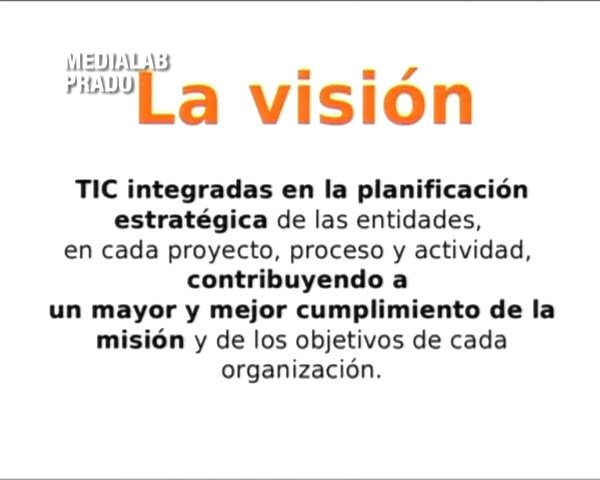 MEDIALAB
PRADO
La visión
TIC integradas en la planificación
estratégica de las entidades,
en cada proyecto, proceso y actividad,
contribuyendo a
un mayor y mejor cumplimiento de la
misión y de los objetivos de cada
organización.